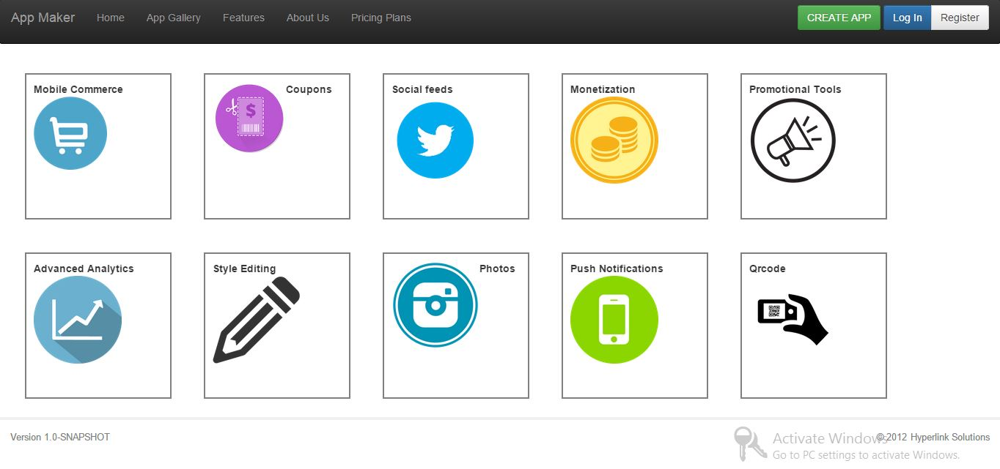 App Maker Home App Gallery Features About Us Pricing Plans CREATE APP Log In Register
Mobile Commerce Coupons Social feeds Monetization Promotional Tools
$
Advanced Analytics Style Editing Photos Push Notifications Qrcode
Version 1.0-SNAPSHOT © 2012 Hyperlink Solutions
Activate Windows
Go to PC settings to activate Windows.